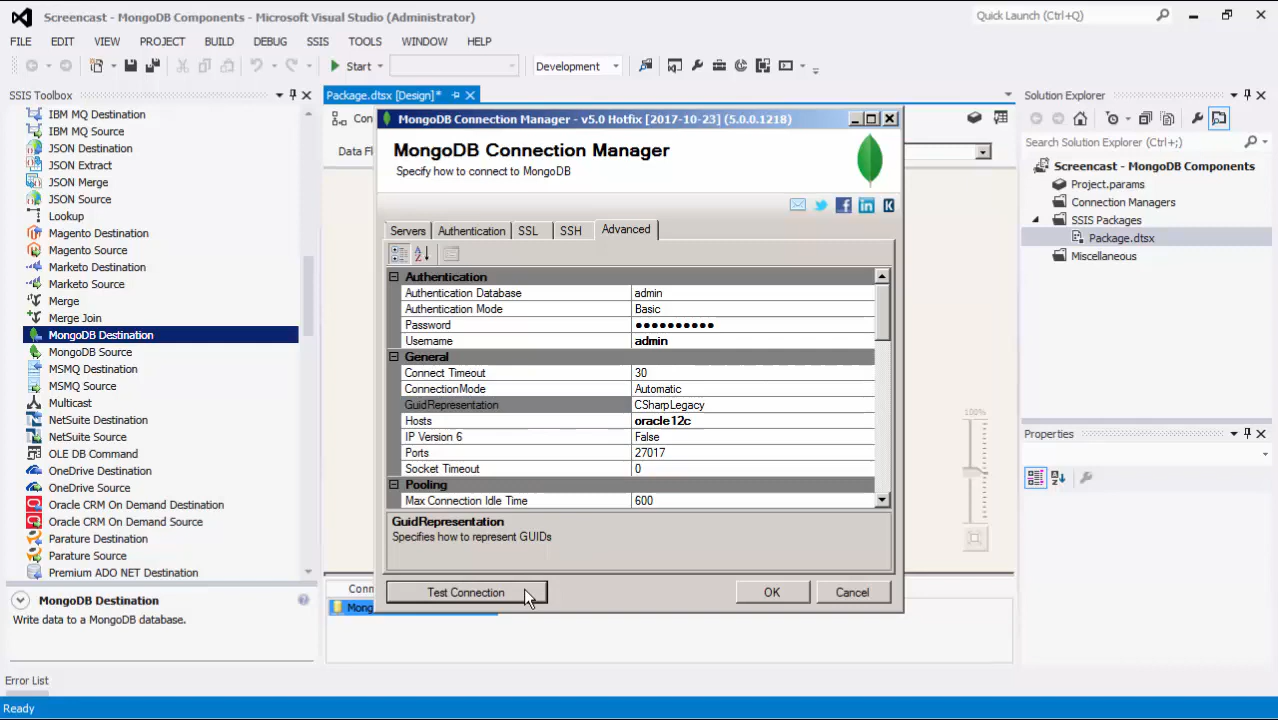 Screencast - MongoDB Components - Microsoft Visual Studio (Administrator)
Quick Launch (Ctrl+Q)
FILE EDIT VIEW PROJECT BUILD DEBUG SSIS TOOLS WINDOW HELP
Start
Development
SSIS Toolbox
IBM MQ Destination
IBM MQ Source
JSON Destination
JSON Extract
JSON Merge
JSON Source
Lookup
Magento Destination
Magento Source
Marketo Destination
Marketo Source
Merge
Merge Join
MongoDB Destination
MongoDB Source
MSMQ Destination
MSMQ Source
Multicast
NetSuite Destination
NetSuite Source
OLE DB Command
OneDrive Destination
OneDrive Source
Oracle CRM On Demand Destination
Oracle CRM On Demand Source
Parature Destination
Parature Source
Premium ADO NET Destination
MongoDB Destination
Write data to a MongoDB database.
Error List
Ready
Package.dtsx [Design]*
Con
Data Fl
MongoDB Connection Manager - v5.0 Hotfix [2017-10-23] (5.0.0.1218)
MongoDB Connection Manager
Specify how to connect to MongoDB
Servers Authentication SSL SSH Advanced
Authentication
Authentication Database admin
Authentication Mode Basic
Password ●●●●●●●●●●
Username admin
General
Connect Timeout 30
ConnectionMode Automatic
GuidRepresentation CSharpLegacy
Hosts oracle12c
IP Version 6 False
Ports 27017
Socket Timeout 0
Pooling
Max Connection Idle Time 600
GuidRepresentation
Specifies how to represent GUIDs
Test Connection OK Cancel
Conn
Mong
100%
Solution Explorer
Search Solution Explorer (Ctrl+;)
Screencast - MongoDB Components
Project.params
Connection Managers
SSIS Packages
Package.dtsx
Miscellaneous
Properties